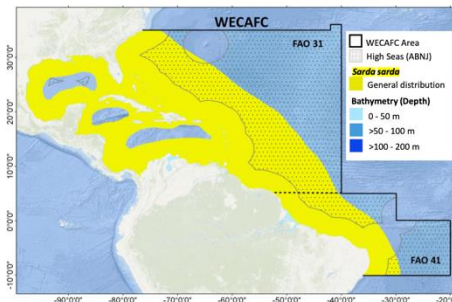 WECAFC
FAO 31
WECAFC Area
High Seas (ABNJ)
Sarda sarda
General distribution
Bathymetry (Depth)
0 - 50 m
>50 - 100 m
>100 - 200 m
30°0'0"
20°0'0"
10°0'0"
0°0'0"
-10°0'0"
FAO 41
-90°0'0"
-80°0'0"
-70°0'0"
-60°0'0"
-50°0'0"
-40°0'0"
-30°0'0"
-20°0'0"